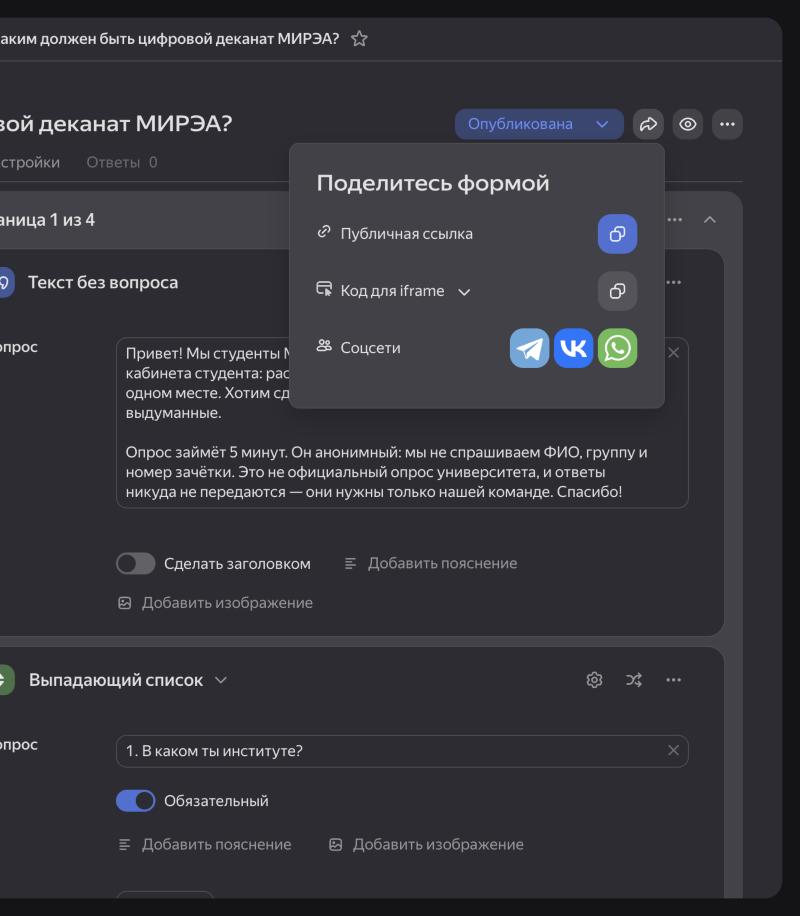 аким должен быть цифровой деканат МИРЭА?
вой деканат МИРЭА?
Опубликована
стройки Ответы 0
Поделитесь формой
Публичная ссылка
Код для iframe
Соцсети
аница 1 из 4
Текст без вопроса
опрос
Привет! Мы студенты
кабинета студента: рас
одном месте. Хотим сд
выдуманные.
Опрос займёт 5 минут. Он анонимный: мы не спрашиваем ФИО, группу и
номер зачётки. Это не официальный опрос университета, и ответы
никуда не передаются — они нужны только нашей команде. Спасибо!
Сделать заголовком Добавить пояснение
Добавить изображение
Выпадающий список
опрос
1. В каком ты институте?
Обязательный
Добавить пояснение Добавить изображение